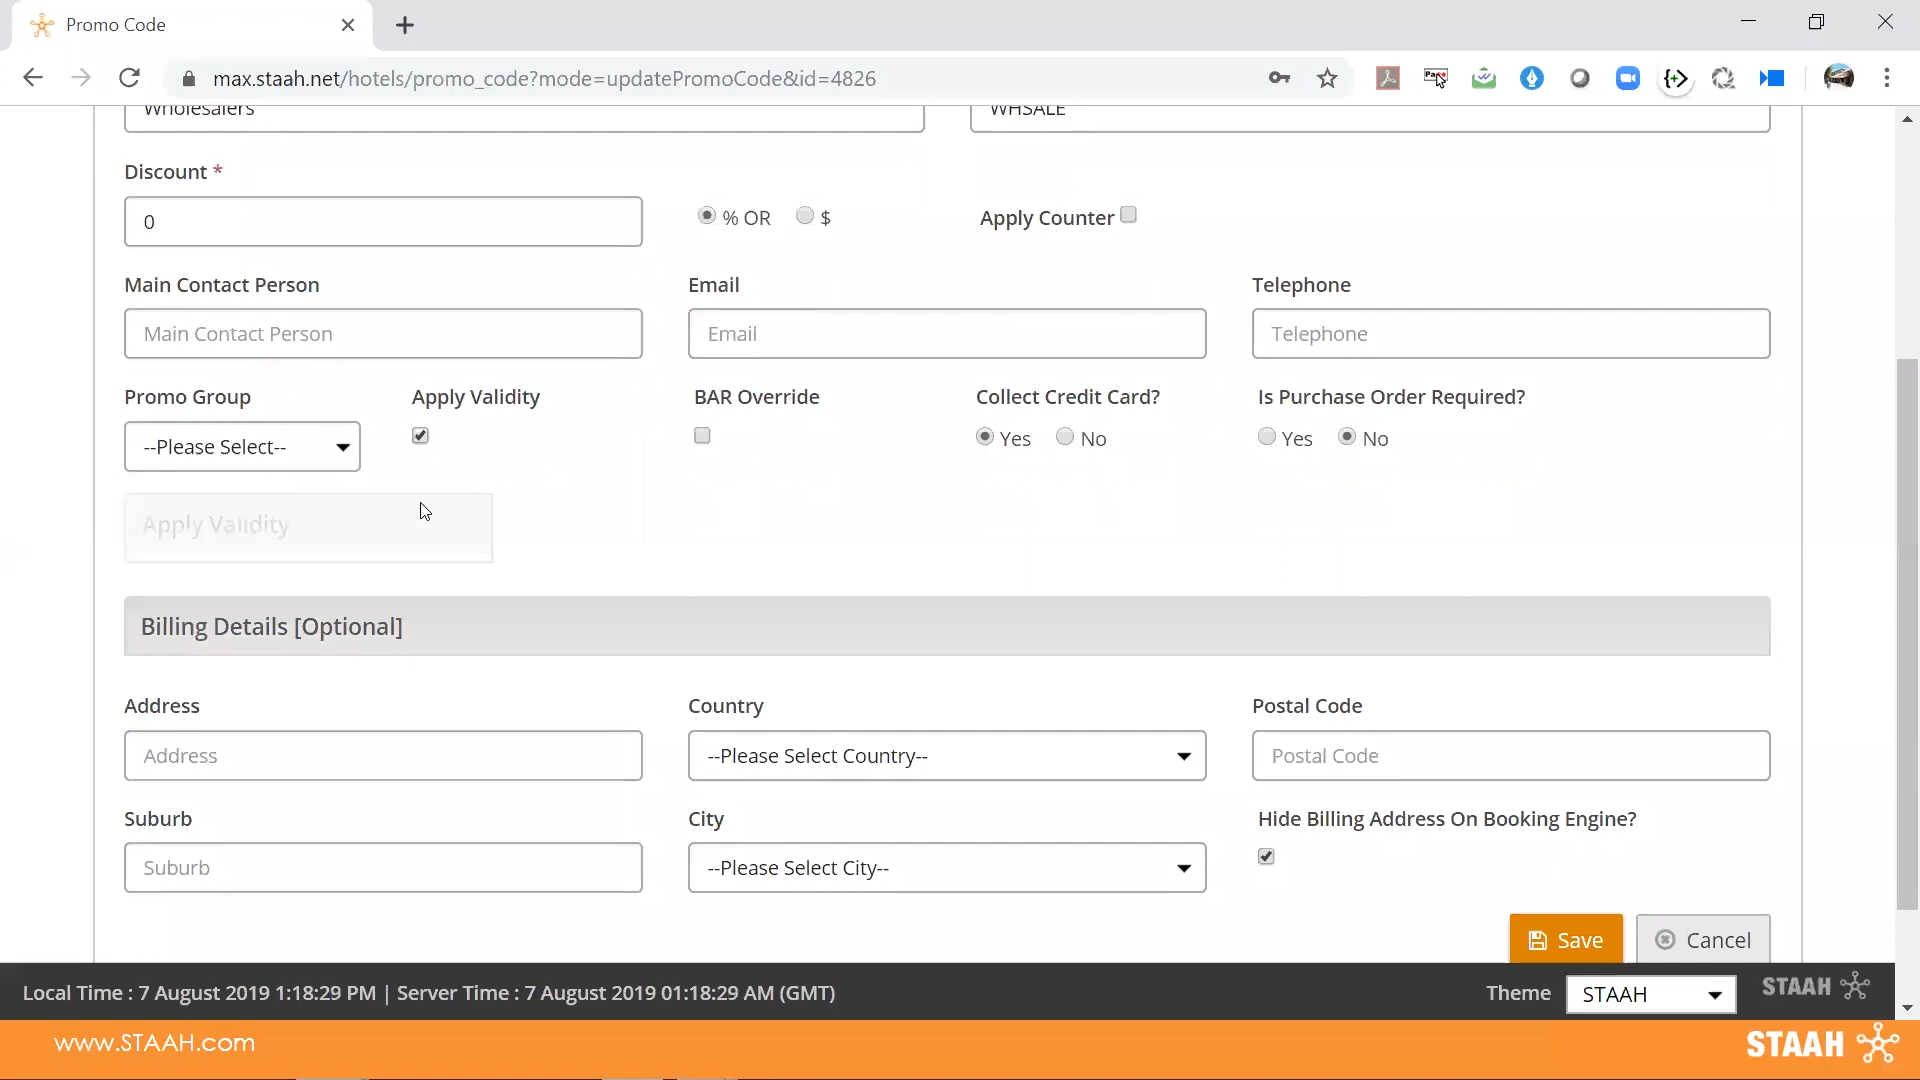 Promo Code
max.staah.net/hotels/promo_code?mode=updatePromoCode&id=4826
Wholesalers WHSALE
Discount *
0 % OR $ Apply Counter
Main Contact Person Email Telephone
Main Contact Person Email Telephone
Promo Group Apply Validity BAR Override Collect Credit Card? Is Purchase Order Required?
--Please Select-- Yes No Yes No
Apply Validity
Billing Details [Optional]
Address Country Postal Code
Address --Please Select Country-- Postal Code
Suburb City Hide Billing Address On Booking Engine?
Suburb --Please Select City--
Save Cancel
Local Time : 7 August 2019 1:18:29 PM | Server Time : 7 August 2019 01:18:29 AM (GMT) Theme STAAH STAAH
www.STAAH.com STAAH